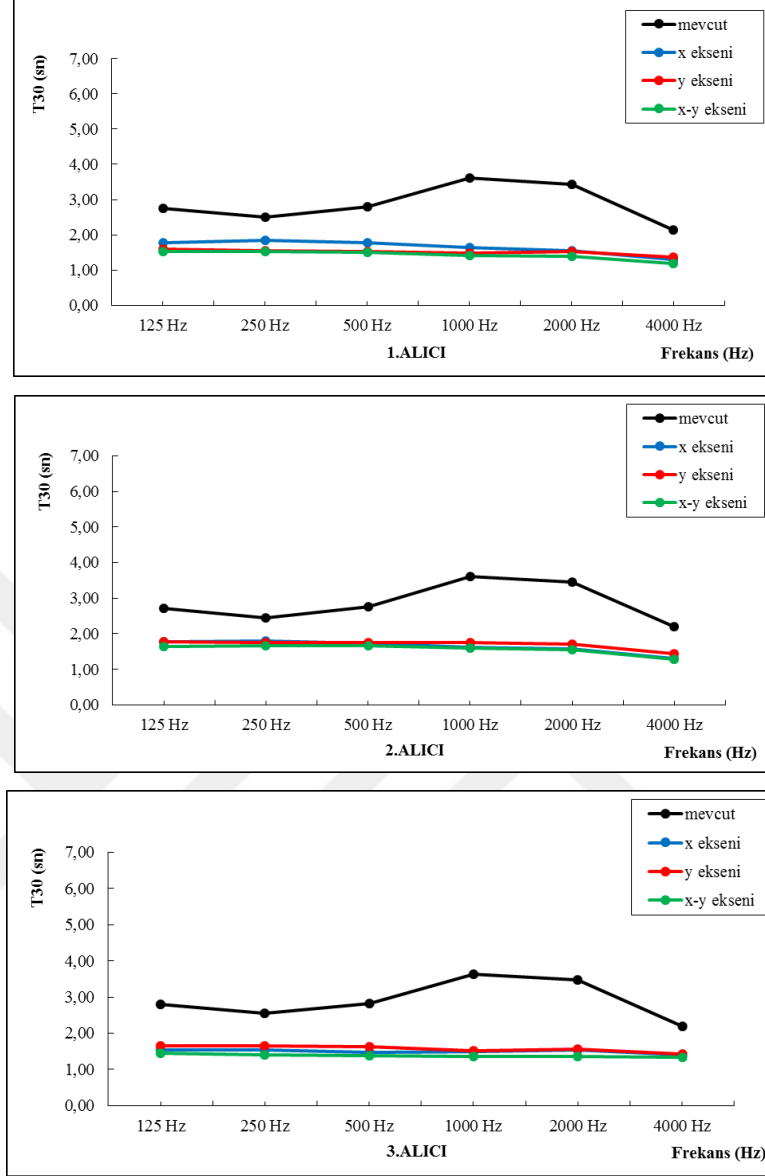 T30 (sn)
7,00
6,00
5,00
4,00
3,00
2,00
1,00
0,00
mevcut
x ekseni
y ekseni
x-y ekseni
125 Hz 250 Hz 500 Hz 1000 Hz 2000 Hz 4000 Hz
1.ALICI Frekans (Hz)
T30 (sn)
7,00
6,00
5,00
4,00
3,00
2,00
1,00
0,00
mevcut
x ekseni
y ekseni
x-y ekseni
125 Hz 250 Hz 500 Hz 1000 Hz 2000 Hz 4000 Hz
2.ALICI Frekans (Hz)
T30 (sn)
7,00
6,00
5,00
4,00
3,00
2,00
1,00
0,00
mevcut
x ekseni
y ekseni
x-y ekseni
125 Hz 250 Hz 500 Hz 1000 Hz 2000 Hz 4000 Hz
3.ALICI Frekans (Hz)